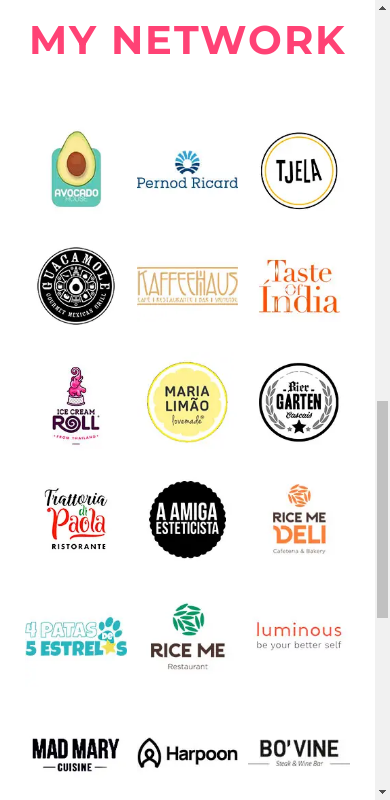 MY NETWORK
AVOCADO
HOUSE
Pernod Ricard
TJELA
GUACAMOLE
GOURMET MEXICAN GRILL
KAFFEEHAUS
CAFÉ | RESTAURANTE | BAR | VINTAGE
Taste
Of
Índia
ICE CREAM
ROLL
FROM THAILAND
MARIA
LIMÃO
lovemade
Bier
GARTEN
Cascais
Trattoria
di
Paola
RISTORANTE
A AMIGA
ESTETICISTA
RICE ME
DELI
Cafeteria & Bakery
4 PATAS DE
5 ESTRELAS
RICE ME
Restaurant
luminous
be your better self
MAD MARY
CUISINE
Harpoon
BO'VINE
Steak & Wine Bar